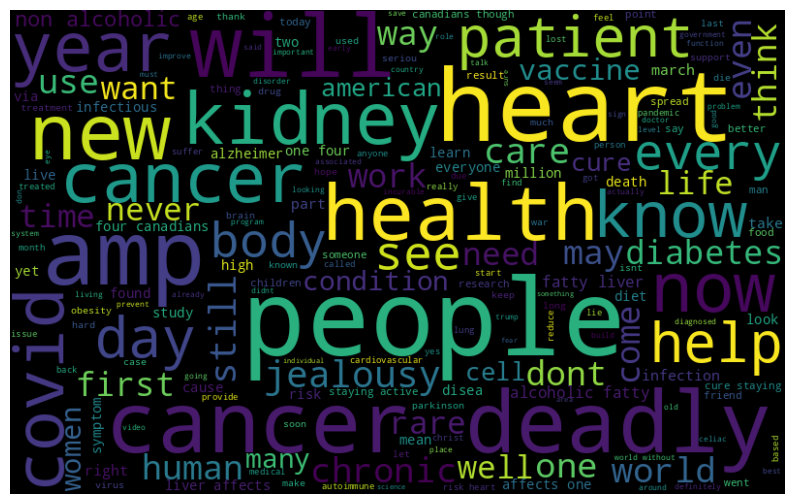 non alcoholic
age
thank
today
used
save
canadians though
feel
point
last
government
function
support
year
will
way
patient
even
think
improve
said
important
early
two
role
lost
country
talk
seriou
die
use
want
american
vaccine
march
via
treatment
must
disorder
drug
thing
result
spread
pandemic
problem
doctor
infectious
new
kidney
heart
every
suffer
alzheimer
one four
anyone
care
cure
say
better
level
person
much
live
never
cancer
associated
hope
learn
everyone
million
death
life
man
work
time
treated
looking
really
find
got
actually
take
four canadians
part
give
war
food
system
month
brain
program
health
know
yet
body
see
need
may
diabetes
amp
high
someone
known
called
isnt
living
already
found
children
condition
research
start
keep
fatty liver
diet
look
now
issue
obesity
prevent
study
didnt
something
long
reduce
diagnosed
covid
day
still
people
come
help
hard
lung
trump
lie
infection
back
case
going
individual
cardiovascular
yes
fear
first
cause
provide
jealousy
cell
dont
cure staying
friend
risk
staying active
disea
alcoholic fatty
women
symptom
soon
parkinson
cancer
deadly
rare
old
video
mean
christ
place
celiac
based
right
human
many
let
chronic
well
one
world
world without
went
best
virus
liver affects
medical
make
autoimmune
science
risk heart
affects one
around
definitely